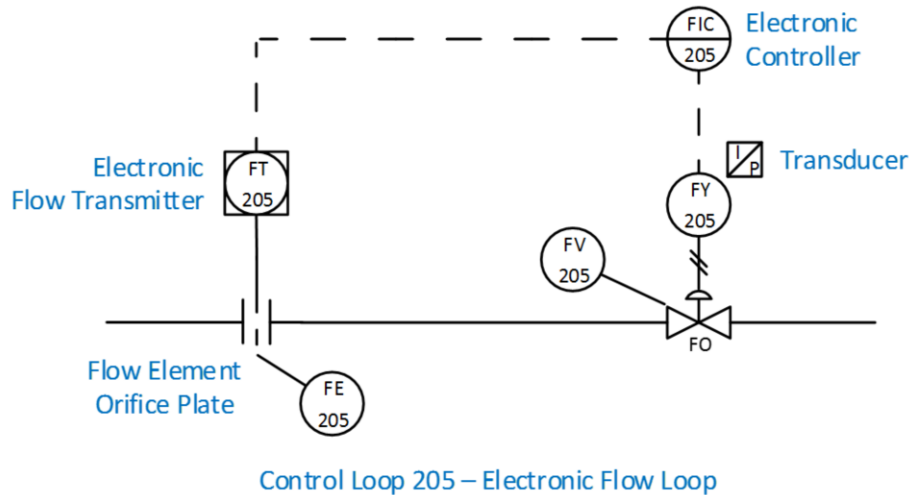 FIC
205
Electronic
Controller
Electronic
Flow Transmitter
FT
205
I
P
Transducer
FY
205
FV
205
FO
Flow Element
Orifice Plate
FE
205
Control Loop 205 – Electronic Flow Loop